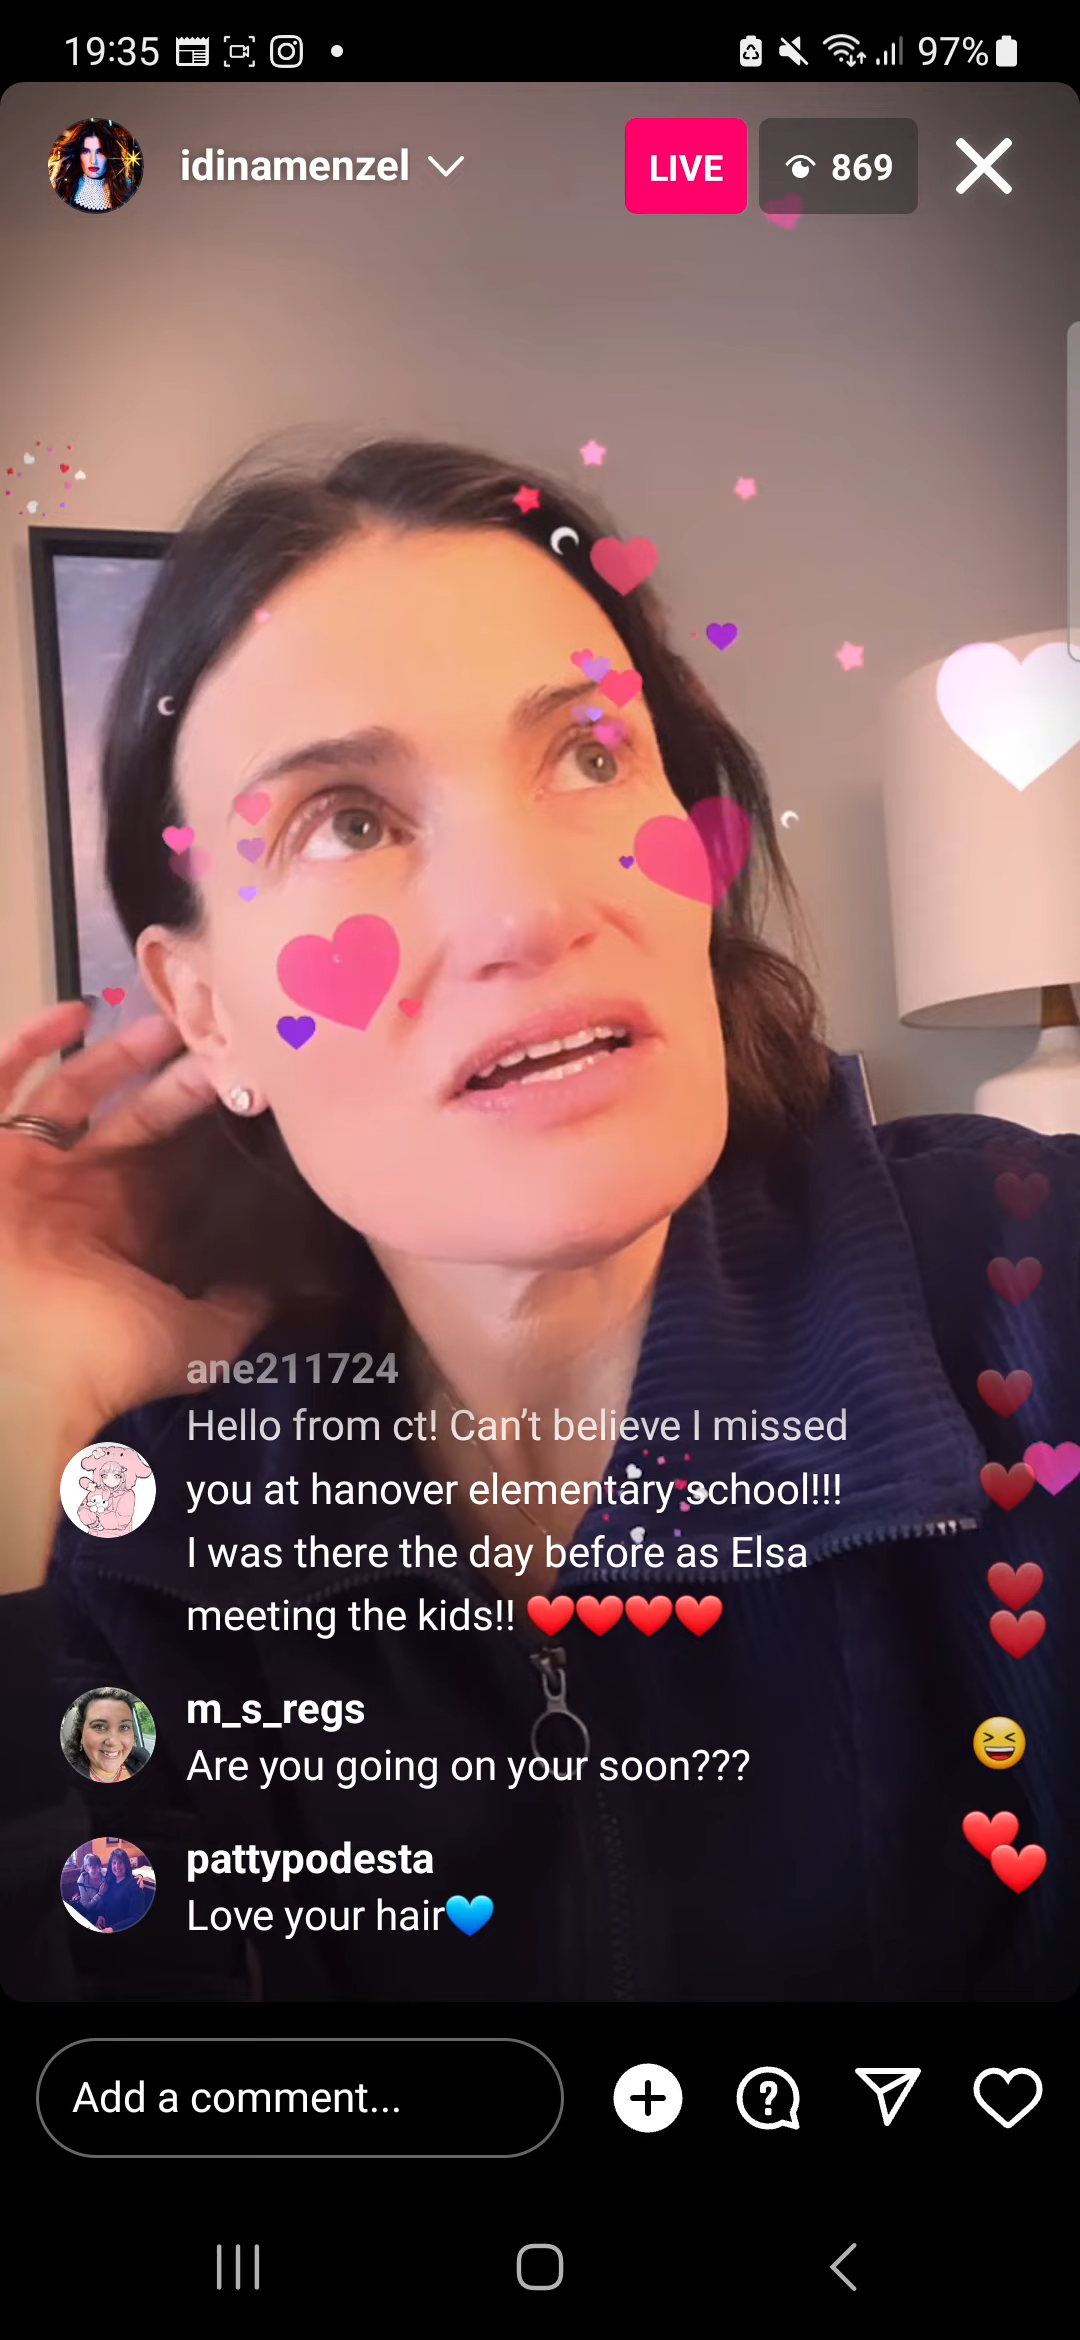 19:35
97%
idinamenzel
LIVE
869
ane211724
Hello from ct! Can’t believe I missed
you at hanover elementary school!!!
I was there the day before as Elsa
meeting the kids!! ❤️❤️❤️❤️
m_s_regs
Are you going on your soon???
pattypodesta
Love your hair💙
Add a comment...